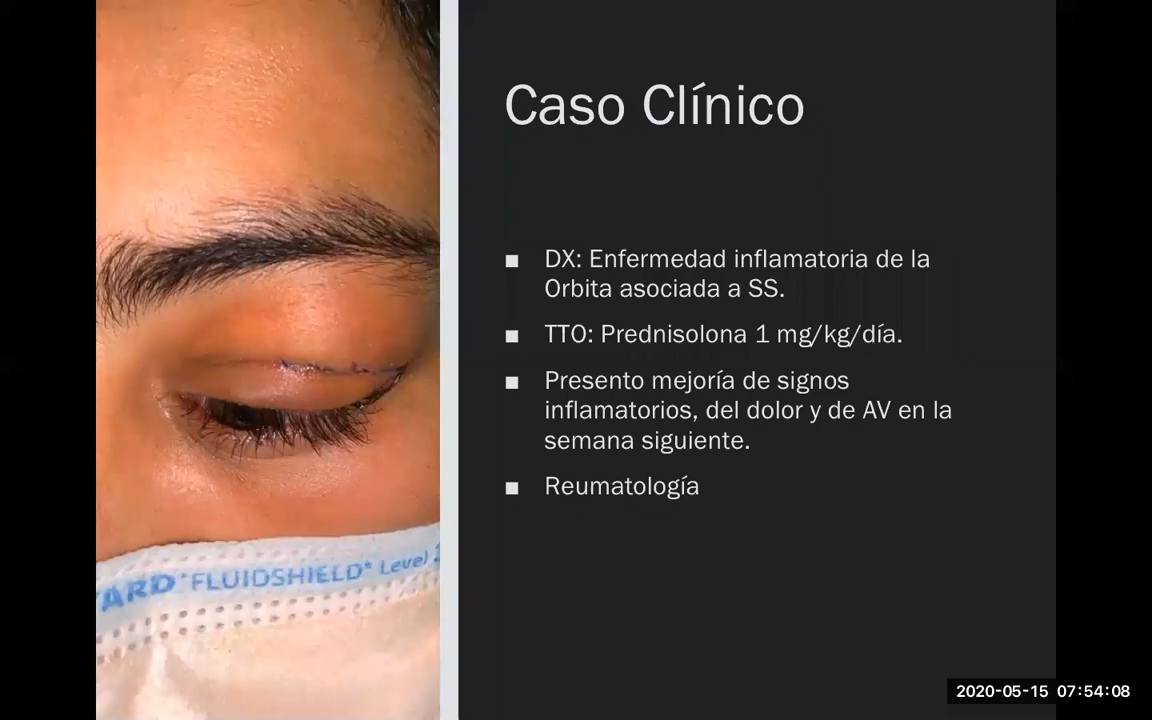 Caso Clínico
▪ DX: Enfermedad inflamatoria de la
Orbita asociada a SS.
▪ TTO: Prednisolona 1 mg/kg/día.
▪ Presento mejoría de signos
inflamatorios, del dolor y de AV en la
semana siguiente.
▪ Reumatología
ARD* FLUIDSHIELD* Level
2020-05-15 07:54:08